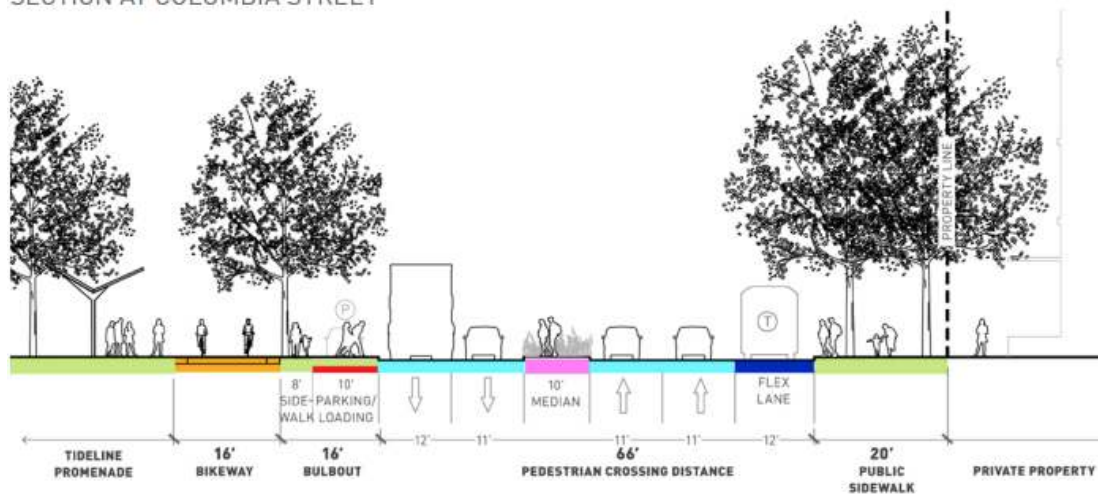 SECTION AT COLUMBIA STREET
PROPERTY LINE
P
T
8'
SIDE-
WALK
10'
PARKING/
LOADING
10'
MEDIAN
FLEX
LANE
12'
11'
11'
11'
12'
TIDELINE
PROMENADE
16'
BIKEWAY
16'
BULBOUT
66'
PEDESTRIAN CROSSING DISTANCE
20'
PUBLIC
SIDEWALK
PRIVATE PROPERTY